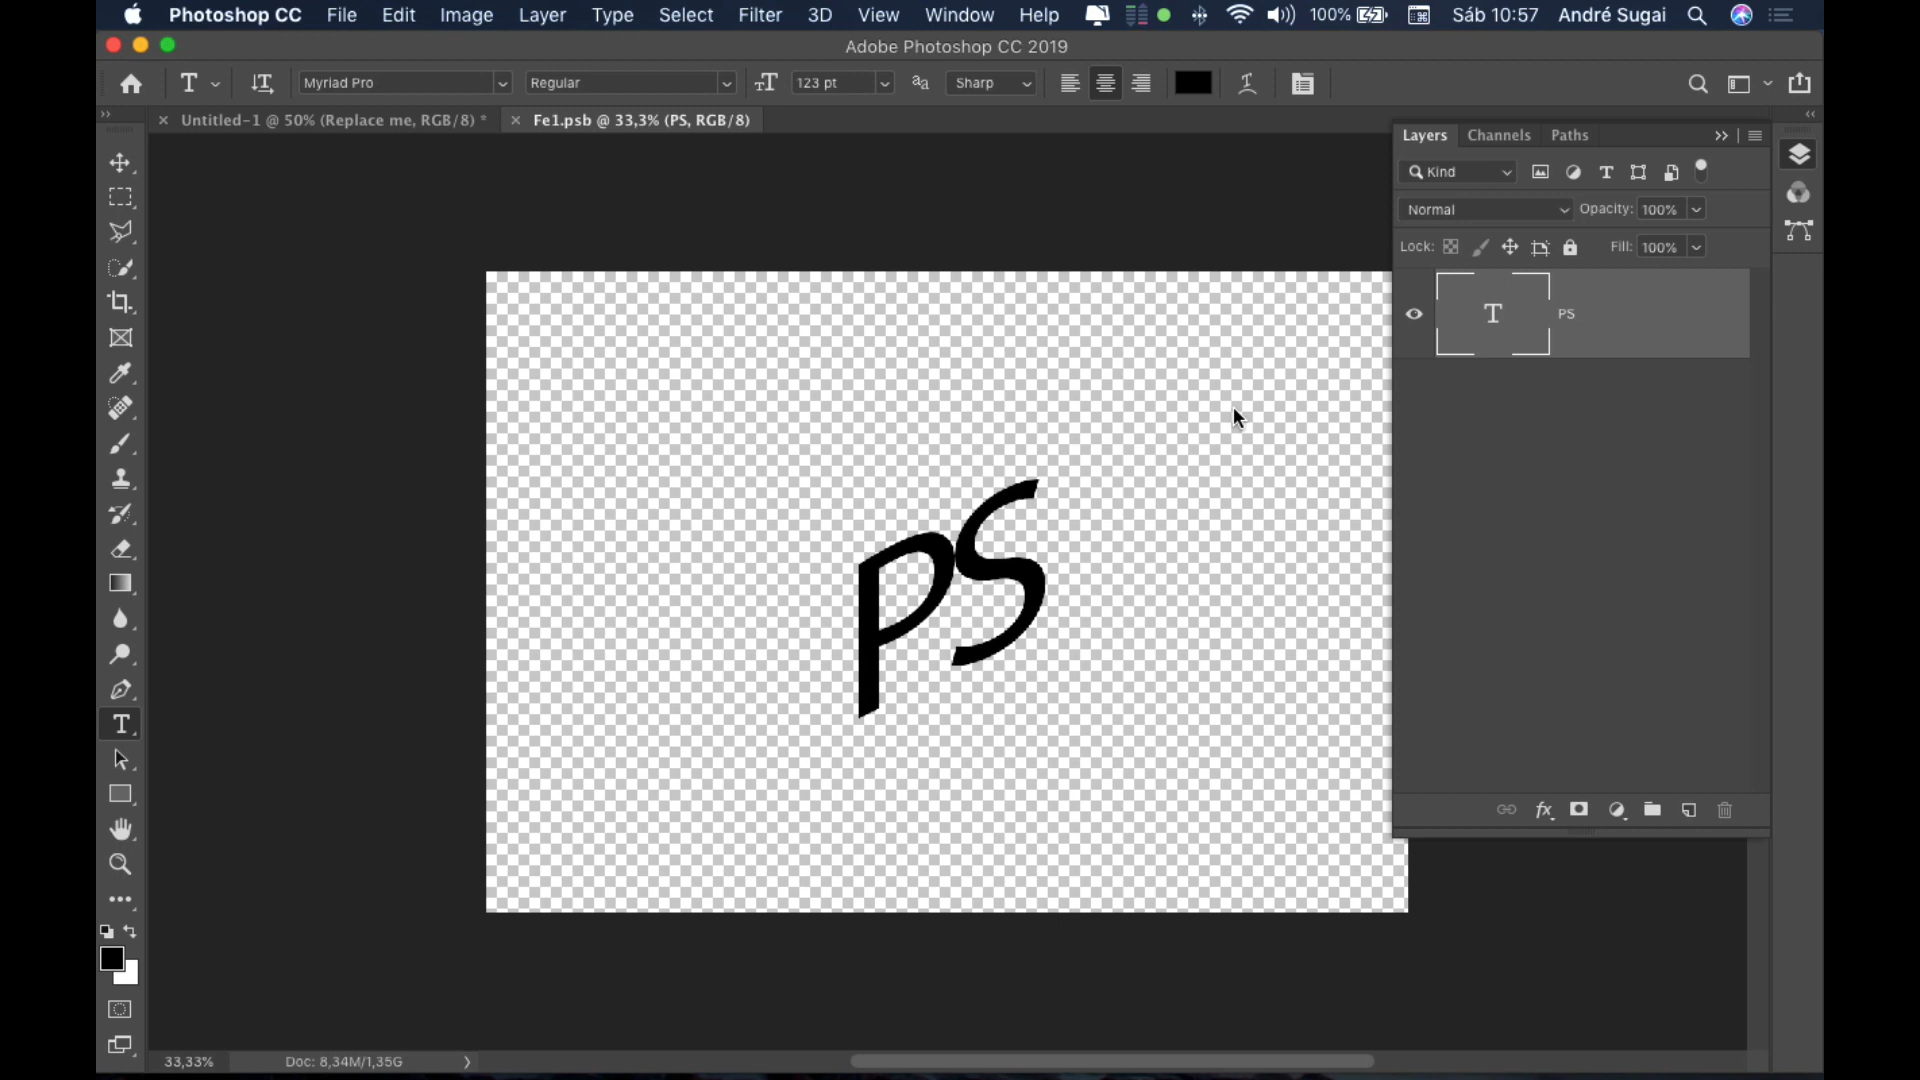 Photoshop CC File Edit Image Layer Type Select Filter 3D View Window Help 100% Sáb 10:57 André Sugai
Adobe Photoshop CC 2019
T Myriad Pro Regular 123 pt aa Sharp
Untitled-1 @ 50% (Replace me, RGB/8) * Fe1.psb @ 33,3% (PS, RGB/8)
Layers Channels Paths
Kind T
Normal Opacity: 100%
Lock: Fill: 100%
T PS
PS
T
fx
33,33% Doc: 8,34M/1,35G